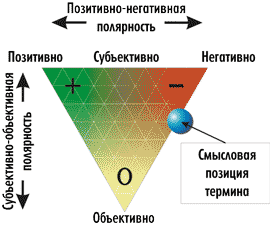 Позитивно-негативная
полярность
Позитивно Субъективно Негативно
Субъективно-объективная
полярность
+ −
О
Смысловая
позиция
термина
Объективно